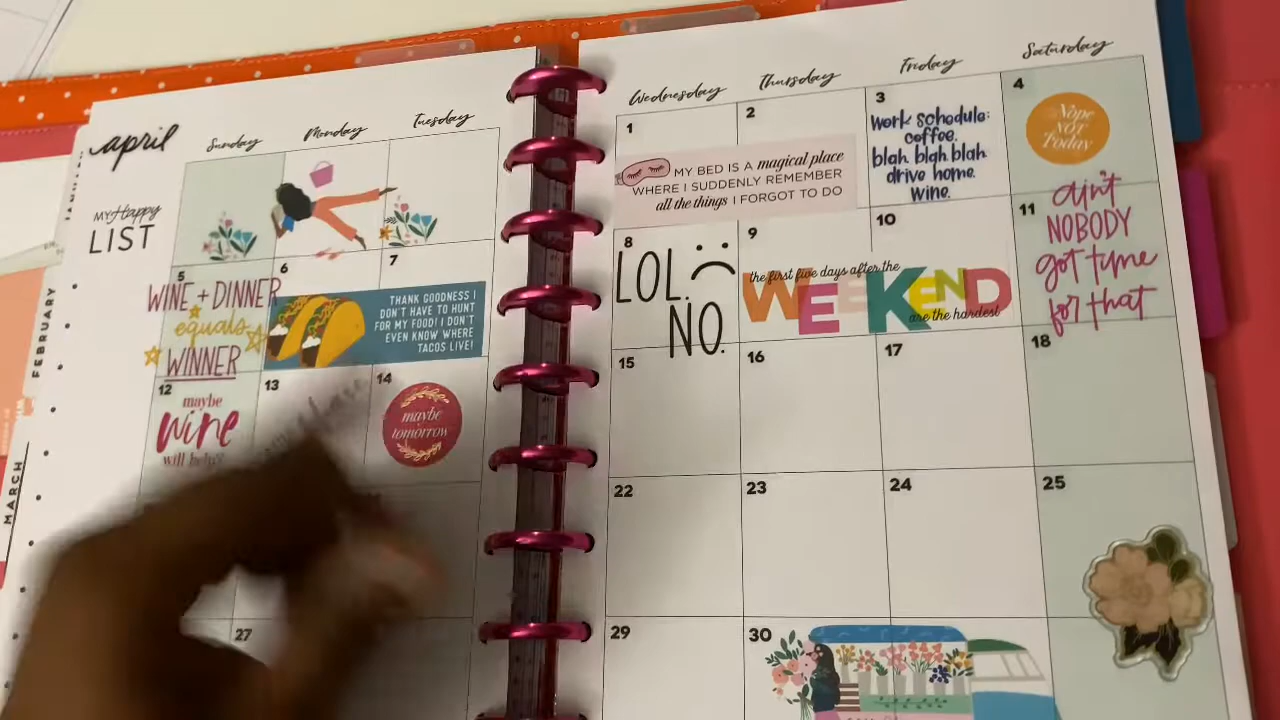 april
MY Happy
LIST
Sunday
Monday
Tuesday
Wednesday
Thursday
Friday
Saturday
1
2
3
4
MY BED IS A magical place
WHERE I SUDDENLY REMEMBER
all the things I FORGOT TO DO
work schedule:
coffee.
blah blah blah
drive home.
wine.
Nope
NOT
Today
5
6
7
8
9
10
11
WINE + DINNER
equals
WINNER
THANK GOODNESS I
DON'T HAVE TO HUNT
FOR MY FOOD! I DON'T
EVEN KNOW WHERE
TACOS LIVE!
LOL.
NO.
the first five days after the
WEEKEND
are the hardest
ain't
NOBODY
got time
for that
12
13
14
15
16
17
18
maybe
wine
will help?
maybe
tomorrow
22
23
24
25
27
29
30
FEBRUARY
MARCH